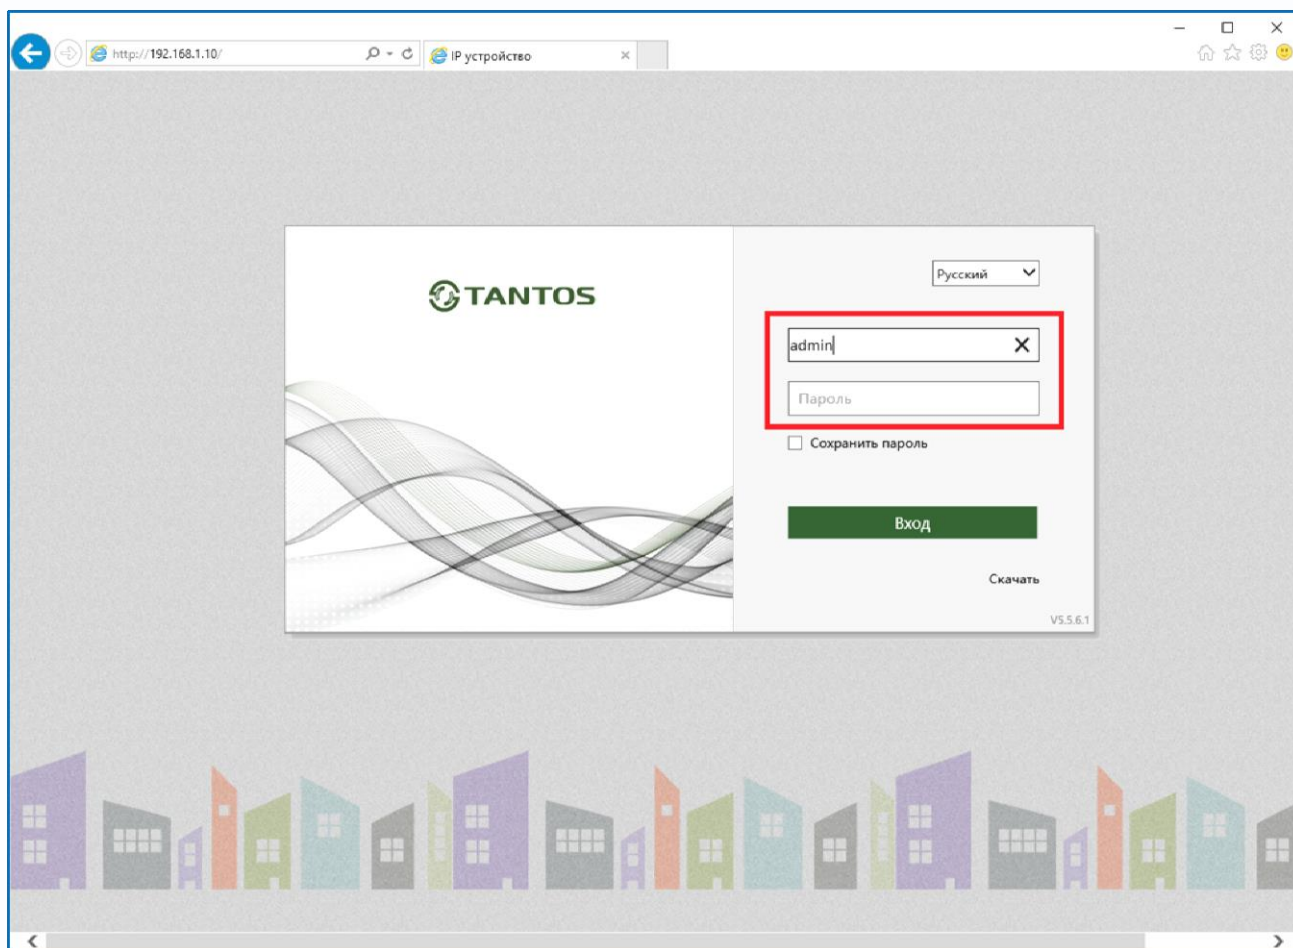 http://192.168.1.10/
IP устройство
TANTOS
Русский
admin
Пароль
Сохранить пароль
Вход
Скачать
V5.5.6.1